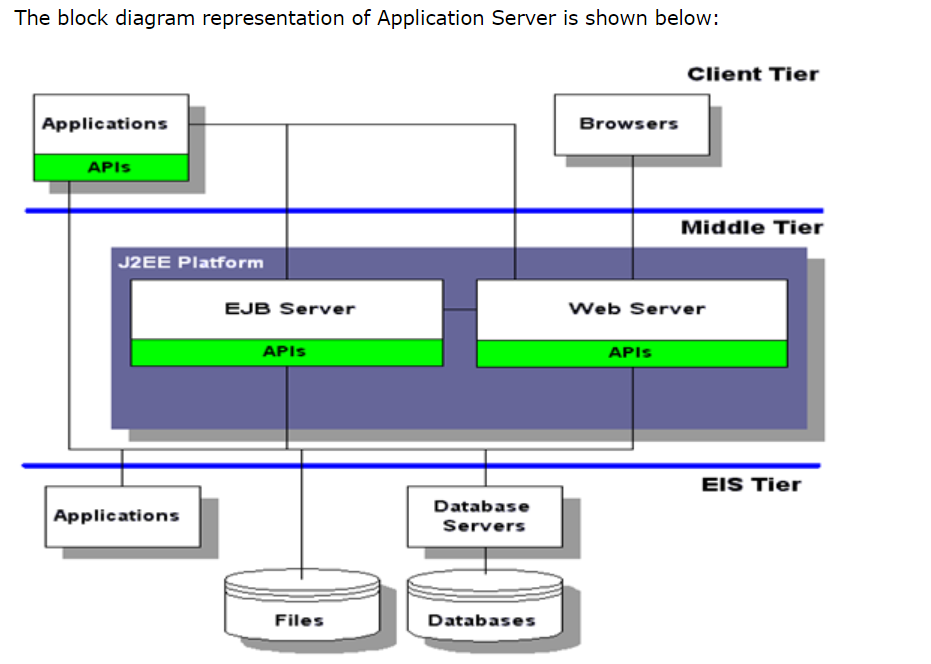 The block diagram representation of Application Server is shown below:
Client Tier
Applications
APIs
Browsers
Middle Tier
J2EE Platform
EJB Server
APIs
Web Server
APIs
EIS Tier
Applications
Database
Servers
Files
Databases